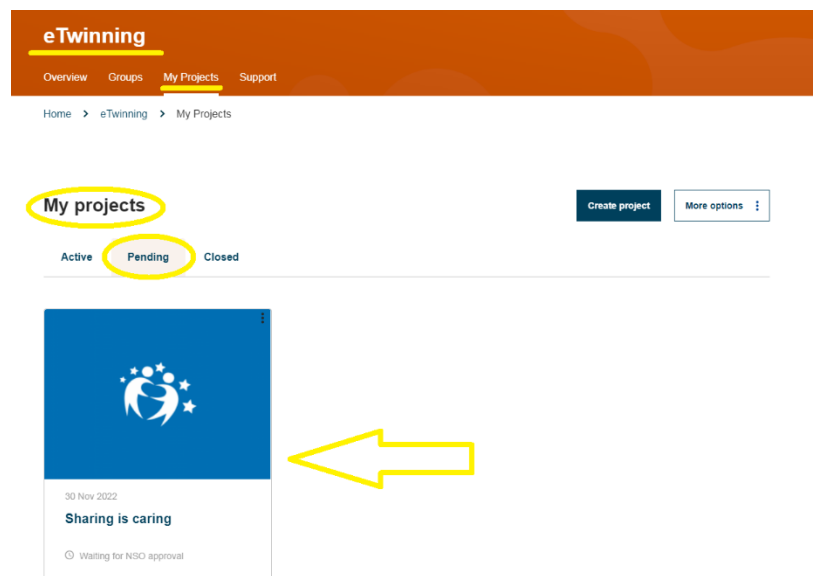 eTwinning
Overview Groups My Projects Support
Home > eTwinning > My Projects
My projects
Create project More options
Active Pending Closed
30 Nov 2022
Sharing is caring
Waiting for NSO approval